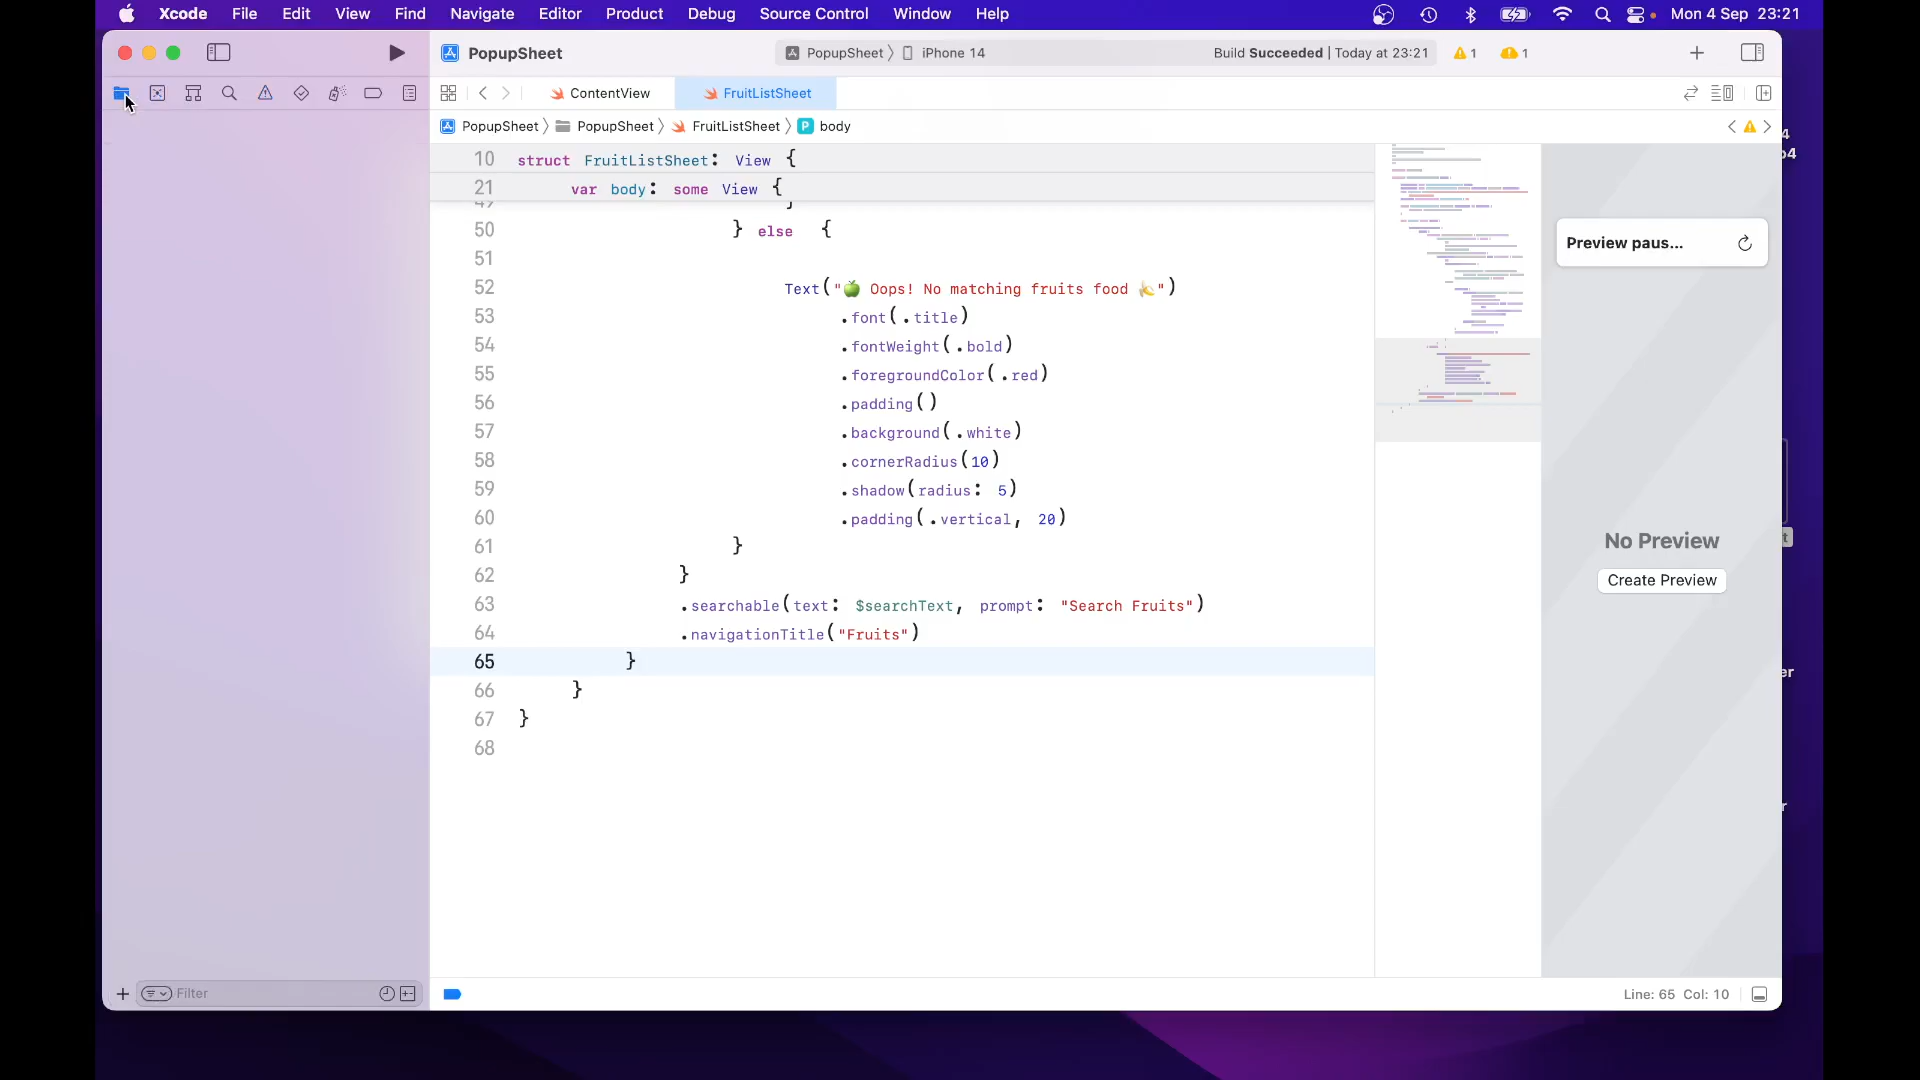 Xcode File Edit View Find Navigate Editor Product Debug Source Control Window Help Mon 4 Sep 23:21
PopupSheet PopupSheet 〉 iPhone 14 Build Succeeded | Today at 23:21 1 1
ContentView FruitListSheet
PopupSheet 〉 PopupSheet 〉 FruitListSheet 〉 P body
10 struct FruitListSheet: View {
21 var body: some View {
50 } else {
51
52 Text("🍏 Oops! No matching fruits food 🍌")
53 .font(.title)
54 .fontWeight(.bold)
55 .foregroundColor(.red)
56 .padding()
57 .background(.white)
58 .cornerRadius(10)
59 .shadow(radius: 5)
60 .padding(.vertical, 20)
61 }
62 }
63 .searchable(text: $searchText, prompt: "Search Fruits")
64 .navigationTitle("Fruits")
65 }
66 }
67 }
68
Preview paus...
No Preview
Create Preview
Filter
Line: 65 Col: 10